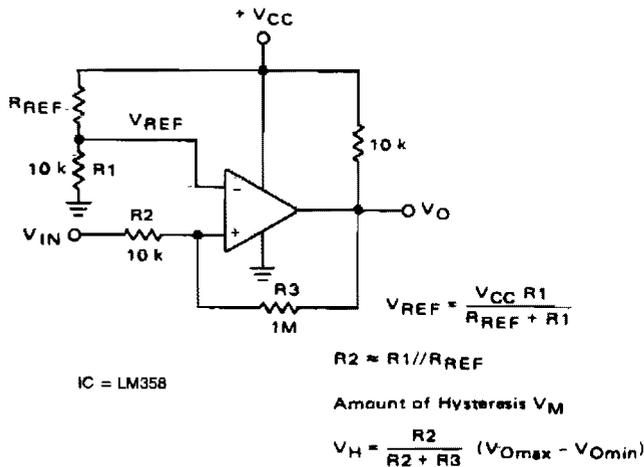 + VCC
RREF
VREF
10 k
10 k R1
−
R2
VO
VIN
+
10 k
R3
1M
VREF = VCC R1 / RREF + R1
R2 ≈ R1//RREF
IC = LM358
Amount of Hysteresis VM
VH = R2 / R2 + R3 (VOmax - VOmin)